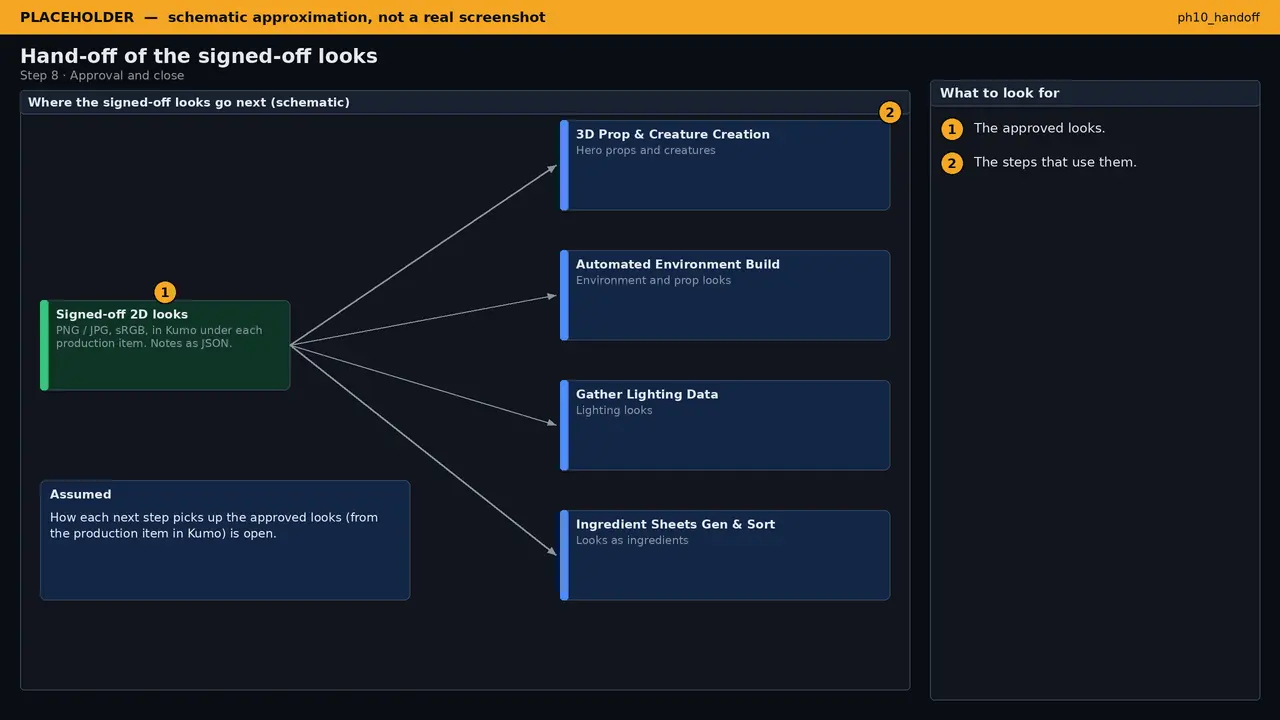 PLACEHOLDER — schematic approximation, not a real screenshot
ph10_handoff
Hand-off of the signed-off looks
Step 8 · Approval and close
Where the signed-off looks go next (schematic)
2
3D Prop & Creature Creation
Hero props and creatures
Automated Environment Build
Environment and prop looks
1
Signed-off 2D looks
PNG / JPG, sRGB, in Kumo under each
production item. Notes as JSON.
Gather Lighting Data
Lighting looks
Assumed
How each next step picks up the approved looks (from
the production item in Kumo) is open.
Ingredient Sheets Gen & Sort
Looks as ingredients
What to look for
1 The approved looks.
2 The steps that use them.